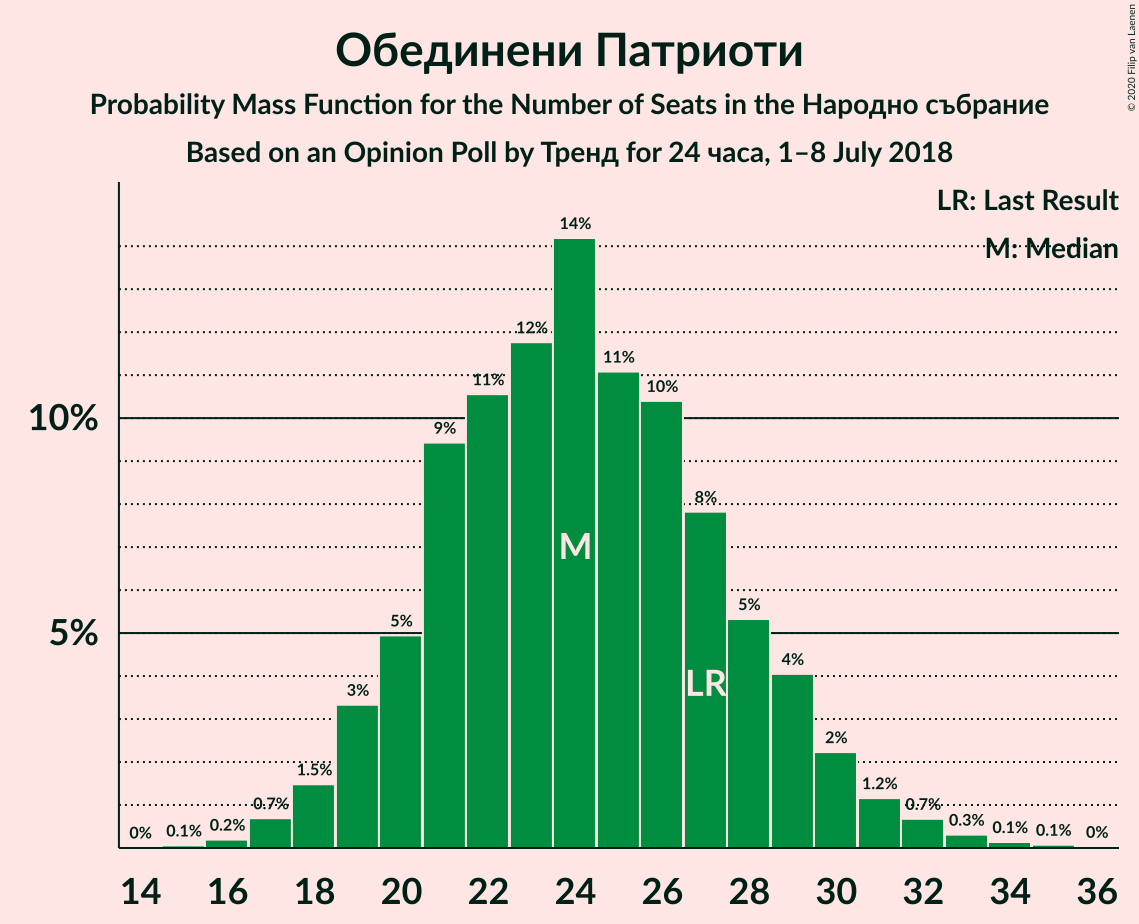 Обединени Патриоти
Probability Mass Function for the Number of Seats in the Народно събрание
Based on an Opinion Poll by Тренд for 24 часа, 1–8 July 2018
© 2020 Filip van Laenen
LR: Last Result
M: Median
10%
5%
0% 0.1% 0.2% 0.7% 1.5% 3% 5% 9% 11% 12% 14% 11% 10% 8% 5% 4% 2% 1.2% 0.7% 0.3% 0.1% 0.1% 0%
M
LR
14 16 18 20 22 24 26 28 30 32 34 36